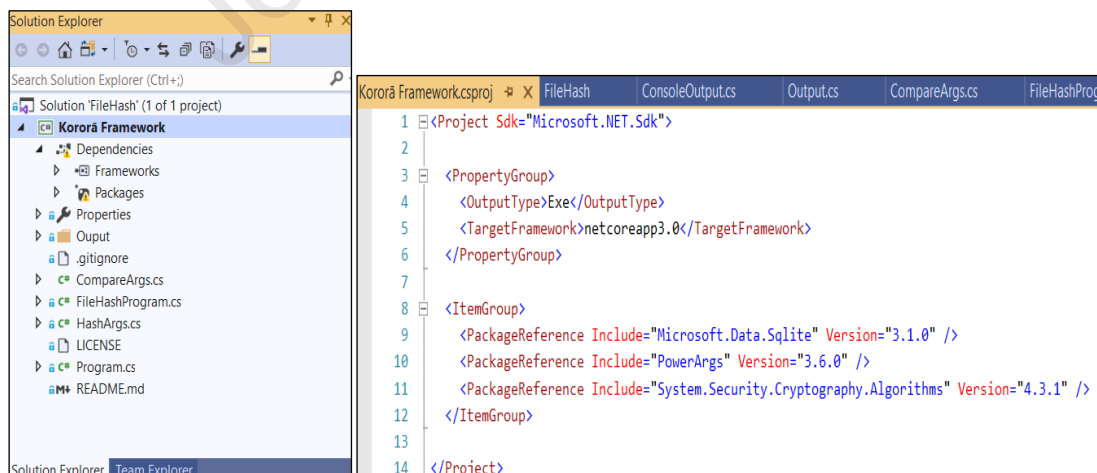 Solution Explorer
Search Solution Explorer (Ctrl+;)
Solution 'FileHash' (1 of 1 project)
Kororā Framework
Dependencies
Frameworks
Packages
Properties
Ouput
.gitignore
CompareArgs.cs
FileHashProgram.cs
HashArgs.cs
LICENSE
Program.cs
README.md
Solution Explorer Team Explorer
Kororā Framework.csproj FileHash ConsoleOutput.cs Output.cs CompareArgs.cs
1 <Project Sdk="Microsoft.NET.Sdk">
2
3 <PropertyGroup>
4 <OutputType>Exe</OutputType>
5 <TargetFramework>netcoreapp3.0</TargetFramework>
6 </PropertyGroup>
7
8 <ItemGroup>
9 <PackageReference Include="Microsoft.Data.Sqlite" Version="3.1.0" />
10 <PackageReference Include="PowerArgs" Version="3.6.0" />
11 <PackageReference Include="System.Security.Cryptography.Algorithms" Version="4.3.1" />
12 </ItemGroup>
13
14 </Project>